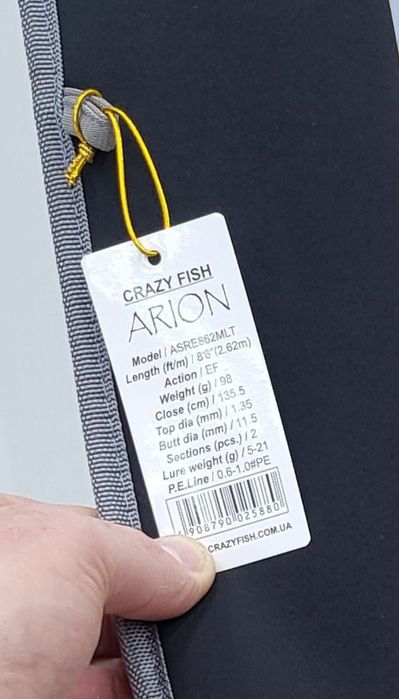 CRAZY FISH
ARION
Model / ASRE862MLT
Length (ft/m) / 8'6"(2.62m)
Action / EF
Weight (g) / 98
Close (cm) / 135.5
Top dia (mm) / 1.35
Butt dia (mm) / 11.5
Sections (pcs.) / 2
Lure weight (g) / 5-21
P.E.Line / 0.6-1.0#PE
908790 025880
CRAZYFISH.COM.UA